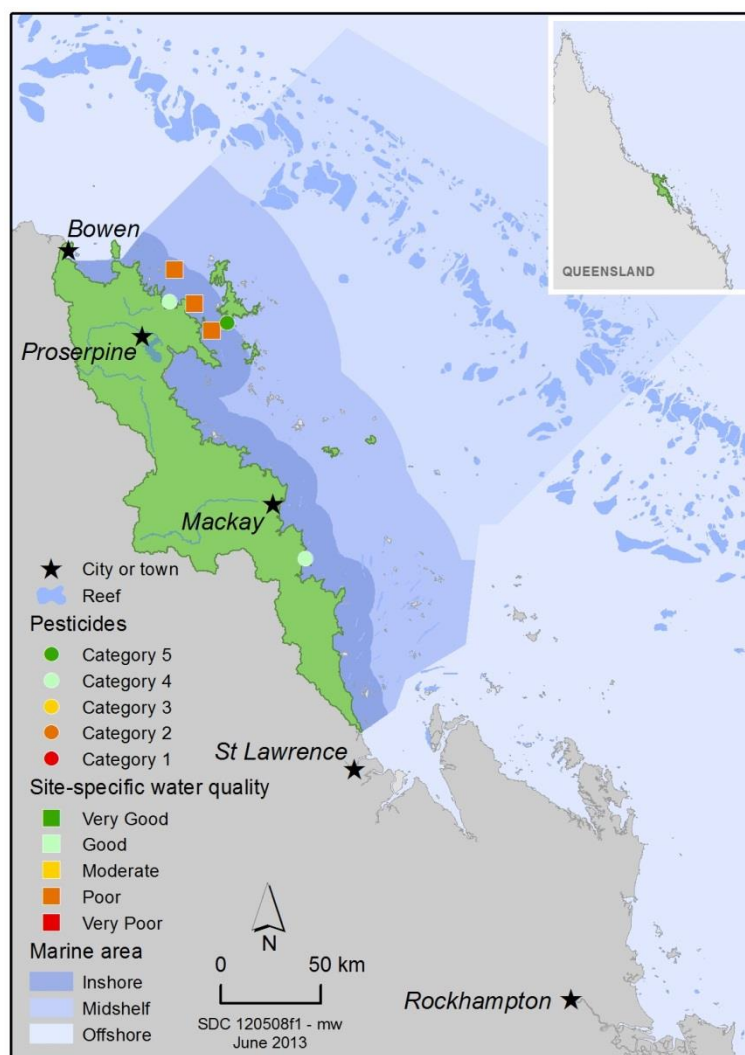 QUEENSLAND
Bowen
Proserpine
Mackay
St Lawrence
Rockhampton
City or town
Reef
Pesticides
Category 5
Category 4
Category 3
Category 2
Category 1
Site-specific water quality
Very Good
Good
Moderate
Poor
Very Poor
Marine area
Inshore
Midshelf
Offshore
N
0 50 km
SDC 120508f1 - mw
June 2013